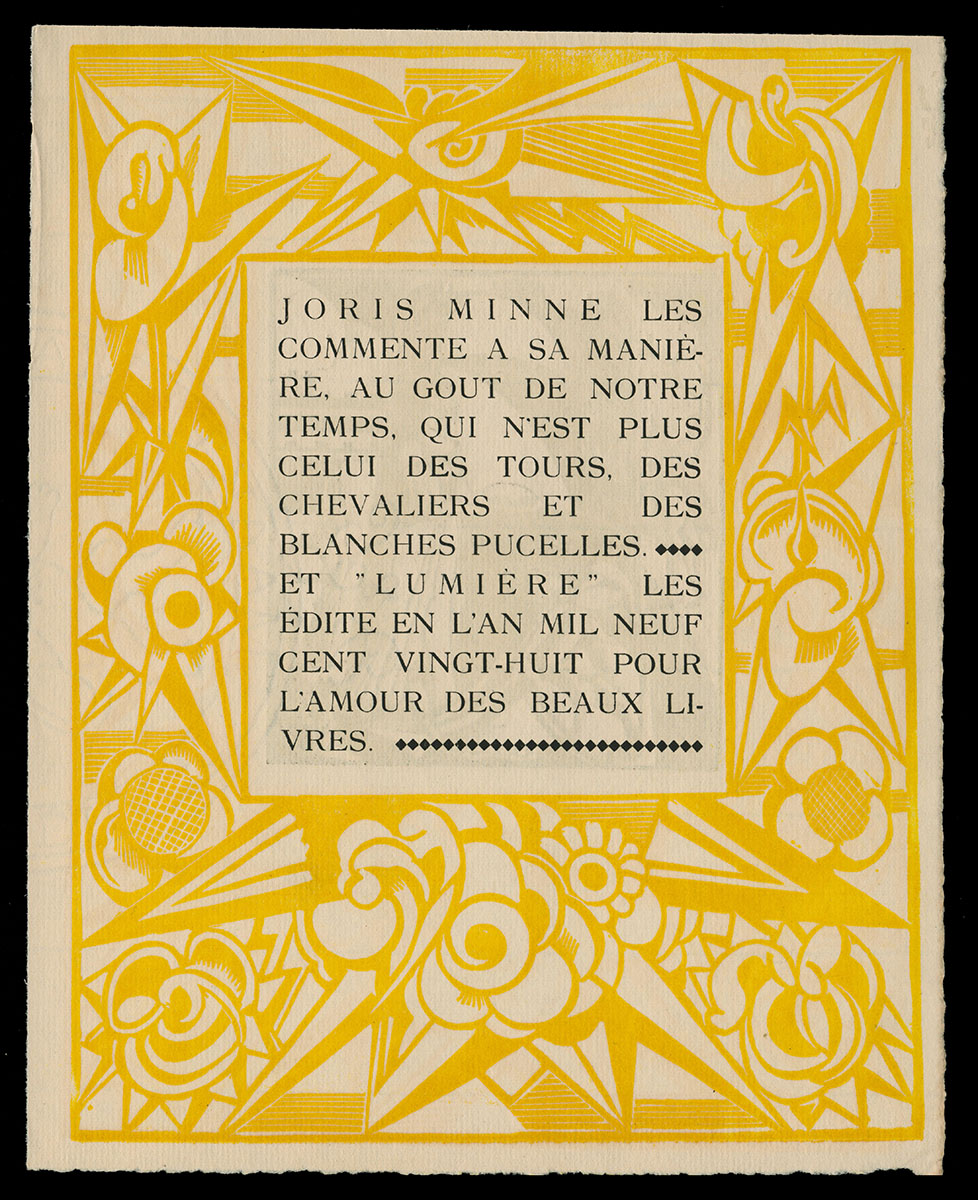 JORIS MINNE LES
COMMENTE A SA MANIÈ-
RE, AU GOUT DE NOTRE
TEMPS, QUI N'EST PLUS
CELUI DES TOURS, DES
CHEVALIERS ET DES
BLANCHES PUCELLES. ◆◆◆◆
ET "LUMIÈRE" LES
ÉDITE EN L'AN MIL NEUF
CENT VINGT-HUIT POUR
L'AMOUR DES BEAUX LI-
VRES. ◆◆◆◆◆◆◆◆◆◆◆◆◆◆◆◆◆◆◆◆◆◆◆◆◆◆◆